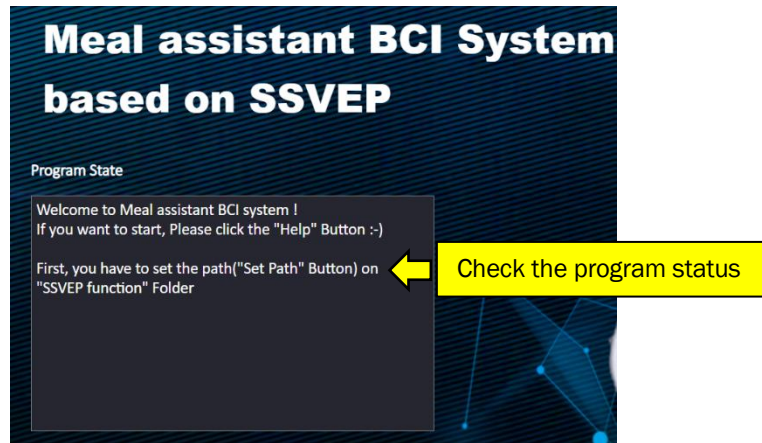 Meal assistant BCI System
based on SSVEP
Program State
Welcome to Meal assistant BCI system !
If you want to start, Please click the "Help" Button :-)
First, you have to set the path("Set Path" Button) on
"SSVEP function" Folder
Check the program status